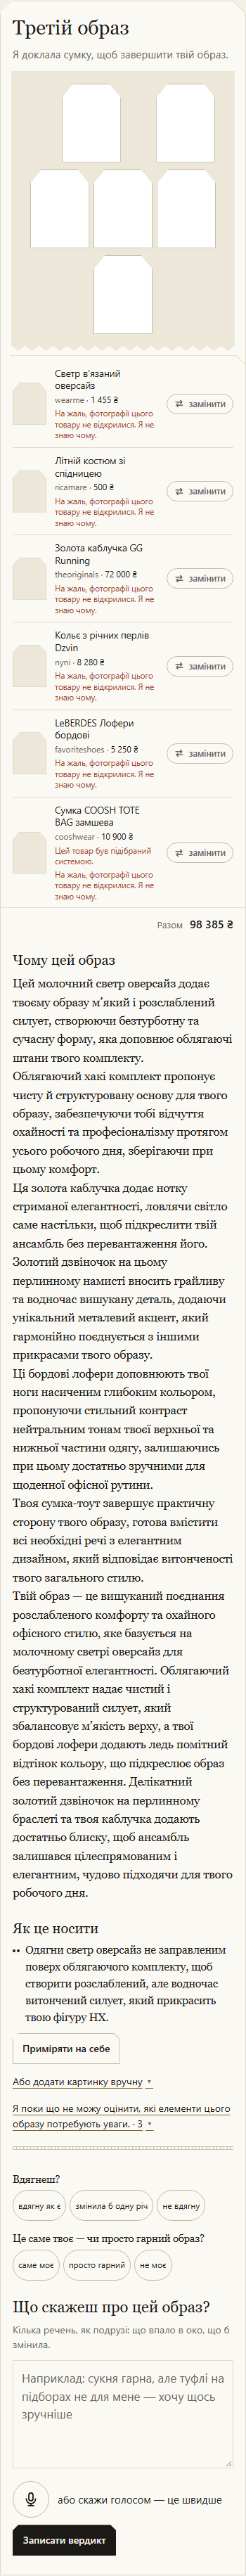 Третій образ
Я доклала сумку, щоб завершити твій образ.
Светр в'язаний
оверсайз
wearme · 1 455 ₴
На жаль, фотографії цього
товару не відкрилися. Я не
знаю чому.
замінити
Літній костюм зі
спідницею
ricamare · 500 ₴
На жаль, фотографії цього
товару не відкрилися. Я не
знаю чому.
замінити
Золота каблучка GG
Running
theoriginals · 72 000 ₴
На жаль, фотографії цього
товару не відкрилися. Я не
знаю чому.
замінити
Кольє з річних перлів
Dzvin
nyni · 8 280 ₴
На жаль, фотографії цього
товару не відкрилися. Я не
знаю чому.
замінити
LeBERDES Лофери
бордові
favoriteshoes · 5 250 ₴
На жаль, фотографії цього
товару не відкрилися. Я не
знаю чому.
замінити
Сумка COOSH TOTE
BAG замшева
cooshwear · 10 900 ₴
Цей товар був підібраний
системою.
На жаль, фотографії цього
товару не відкрилися. Я не
знаю чому.
замінити
Разом 98 385 ₴
Чому цей образ
Цей молочний светр оверсайз додає
твоєму образу м’який і розслаблений
силует, створюючи безтурботну та
сучасну форму, яка доповнює облягаючі
штани твого комплекту.
Облягаючий хакі комплект пропонує
чисту й структуровану основу для твого
образу, забезпечуючи тобі відчуття
охайності та професіоналізму протягом
усього робочого дня, зберігаючи при
цьому комфорт.
Ця золота каблучка додає нотку
стриманої елегантності, ловлячи світло
саме настільки, щоб підкреслити твій
ансамбль без перевантаження його.
Золотий дзвіночок на цьому
перлинному намисті вносить грайливу
та водночас вишукану деталь, додаючи
унікальний металевий акцент, який
гармонійно поєднується з іншими
прикрасами твого образу.
Ці бордові лофери доповнюють твої
ноги насиченим глибоким кольором,
пропонуючи стильний контраст
нейтральним тонам твоєї верхньої та
нижньої частини одягу, залишаючись
при цьому достатньо зручними для
щоденної офісної рутини.
Твоя сумка-тоут завершує практичну
сторону твого образу, готова вмістити
всі необхідні речі з елегантним
дизайном, який відповідає витонченості
твого загального стилю.
Твій образ — це вишуканий поєднання
розслабленого комфорту та охайного
офісного стилю, яке базується на
молочному светрі оверсайз для
безтурботної елегантності. Облягаючий
хакі комплект надає чистий і
структурований силует, який
збалансовує м’якість верху, а твої
бордові лофери додають ледь помітний
відтінок кольору, що підкреслює образ
без перевантаження. Делікатний
золотий дзвіночок на перлинному
браслеті та твоя каблучка додають
достатньо блиску, щоб ансамбль
залишався цілеспрямованим і
елегантним, чудово підходячи для твого
робочого дня.
Як це носити
Одягни светр оверсайз не заправленим
поверх облягаючого комплекту, щоб
створити розслаблений, але водночас
витончений силует, який прикрасить
твою фігуру HX.
Приміряти на себе
Або додати картинку вручну
Я поки що не можу оцінити, які елементи цього
образу потребують уваги. · 3
Вдягнеш?
вдягну як є
змінила б одну річ
не вдягну
Це саме твоє — чи просто гарний образ?
саме моє
просто гарний
не моє
Що скажеш про цей образ?
Кілька речень, як подрузі: що впало в око, що б
змінила.
Наприклад: сукня гарна, але туфлі на
підборах не для мене — хочу щось
зручніше
або скажи голосом — це швидше
Записати вердикт